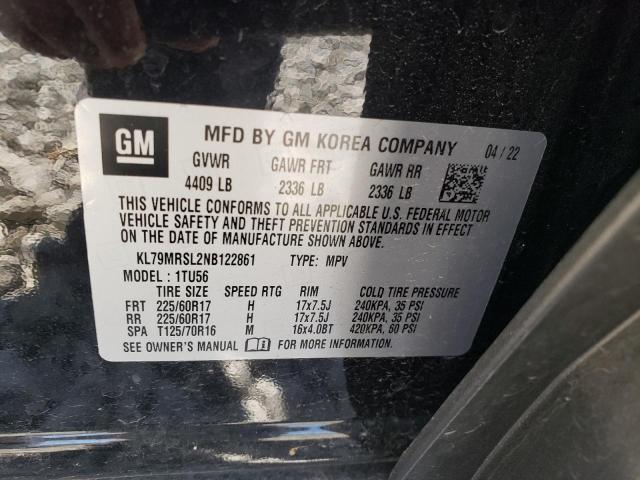 GM MFD BY GM KOREA COMPANY 04 / 22
GVWR GAWR FRT GAWR RR
4409 LB 2336 LB 2336 LB
THIS VEHICLE CONFORMS TO ALL APPLICABLE U.S. FEDERAL MOTOR
VEHICLE SAFETY AND THEFT PREVENTION STANDARDS IN EFFECT ON
THE DATE OF MANUFACTURE SHOWN ABOVE.
KL79MRSL2NB122861 TYPE: MPV
MODEL : 1TU56
TIRE SIZE SPEED RTG RIM COLD TIRE PRESSURE
FRT 225/60R17 H 17x7.5J 240KPA, 35 PSI
RR 225/60R17 H 17x7.5J 240KPA, 35 PSI
SPA T125/70R16 M 16x4.0BT 420KPA, 60 PSI
SEE OWNER'S MANUAL FOR MORE INFORMATION.